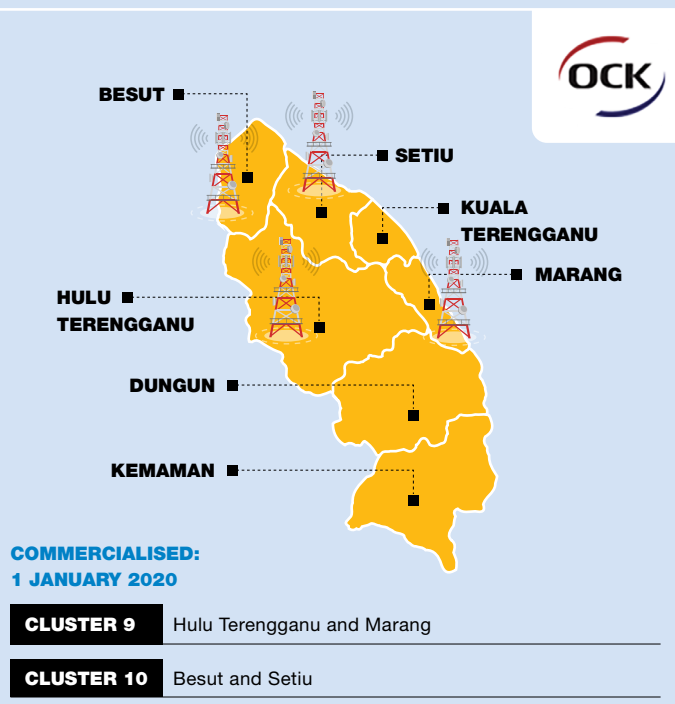 OCK
BESUT
SETIU
KUALA
TERENGGANU
MARANG
HULU
TERENGGANU
DUNGUN
KEMAMAN
COMMERCIALISED:
1 JANUARY 2020
CLUSTER 9 Hulu Terengganu and Marang
CLUSTER 10 Besut and Setiu